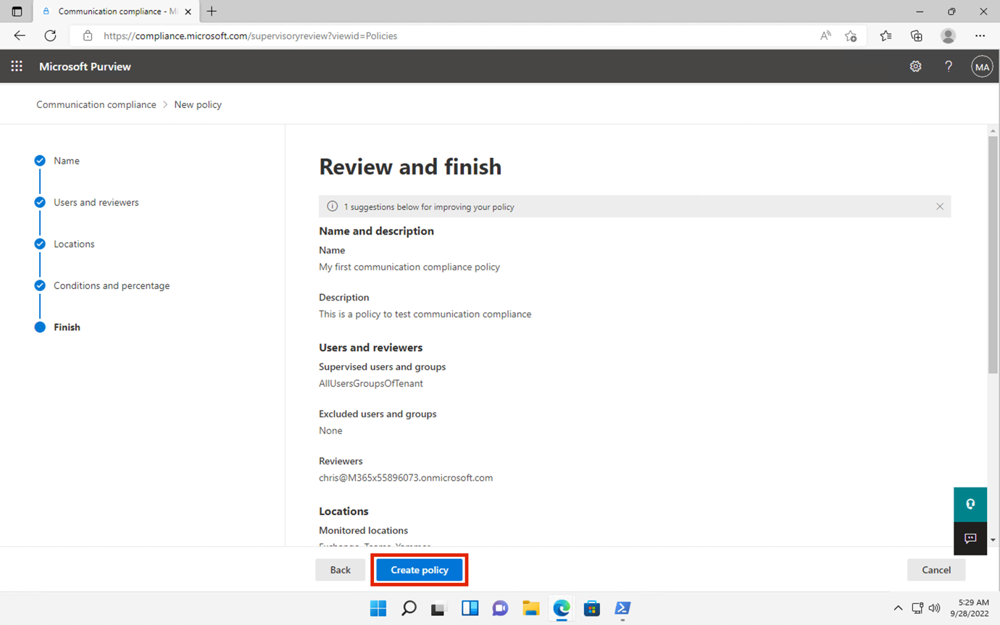 Communication compliance - Mi
https://compliance.microsoft.com/supervisoryreview?viewid=Policies
Microsoft Purview
MA
Communication compliance > New policy
Name
Users and reviewers
Locations
Conditions and percentage
Finish
Review and finish
1 suggestions below for improving your policy
Name and description
Name
My first communication compliance policy
Description
This is a policy to test communication compliance
Users and reviewers
Supervised users and groups
AllUsersGroupsOfTenant
Excluded users and groups
None
Reviewers
chris@M365x55896073.onmicrosoft.com
Locations
Monitored locations
Exchange, Teams, Yammer
Back
Create policy
Cancel
5:29 AM
9/28/2022